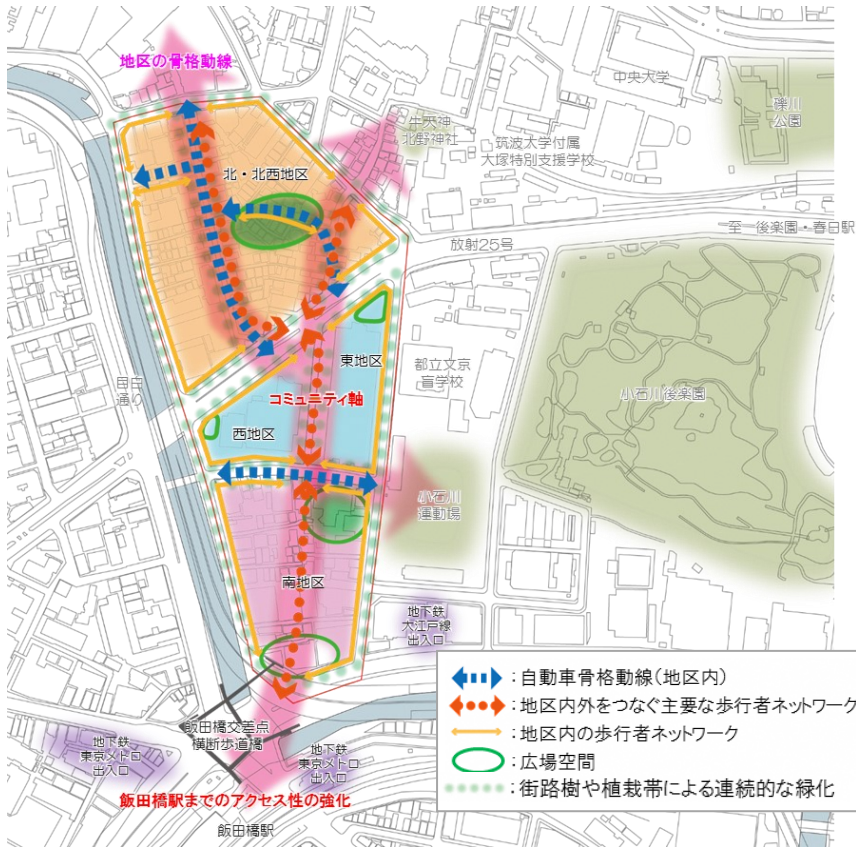 地区の骨格動線
中央大学
礫川
公園
牛天神
北野神社
筑波大学付属
大塚特別支援学校
北・北西地区
至 後楽園・春日駅
放射25号
東地区
都立文京
盲学校
目白
通り
コミュニティ軸
小石川後楽園
西地区
小石川
運動場
南地区
地下鉄
大江戸線
出入口
:自動車骨格動線(地区内)
:地区内外をつなぐ主要な歩行者ネットワーク
:地区内の歩行者ネットワーク
:広場空間
:街路樹や植栽帯による連続的な緑化
飯田橋交差点
横断歩道橋
地下鉄
東京メトロ
出入口
地下鉄
東京メトロ
出入口
飯田橋駅までのアクセス性の強化
飯田橋駅